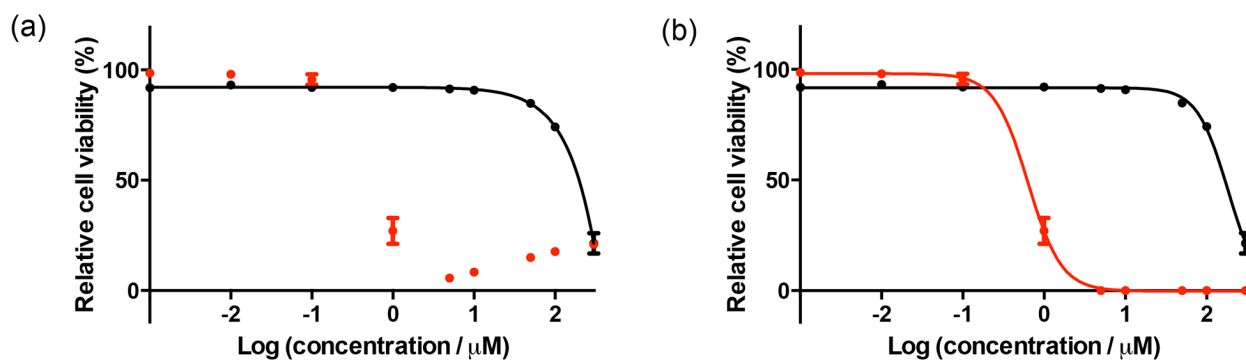 (a)
Relative cell viability (%)
100
50
0
-2 -1 0 1 2
Log (concentration / μM)
(b)
Relative cell viability (%)
100
50
0
-2 -1 0 1 2
Log (concentration / μM)